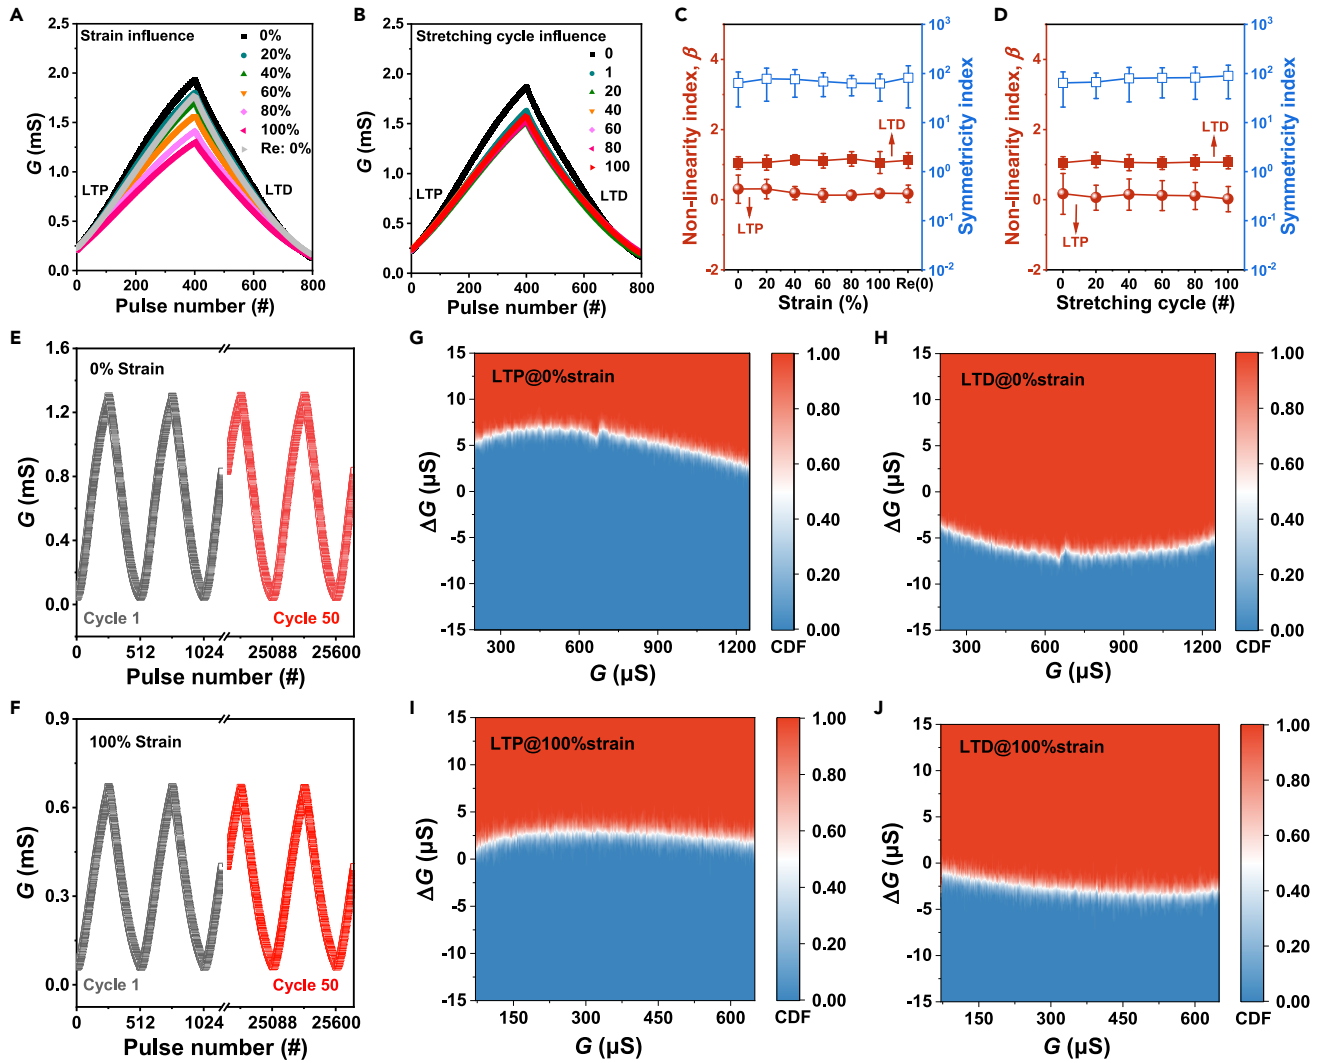 A
Strain influence
0%
20%
40%
60%
80%
100%
Re: 0%
LTP
LTD
G (mS)
2.5
2.0
1.5
1.0
0.5
0.0
0 200 400 600 800
Pulse number (#)
B
Stretching cycle influence
0
1
20
40
60
80
100
LTP
LTD
G (mS)
2.5
2.0
1.5
1.0
0.5
0.0
0 200 400 600 800
Pulse number (#)
C
Non-linearity index, β
4
2
0
-2
LTD
LTP
10³
10²
10¹
10⁰
10⁻¹
10⁻²
Symmetricity index
0 20 40 60 80 100 Re(0)
Strain (%)
D
Non-linearity index, β
4
2
0
-2
LTD
LTP
10³
10²
10¹
10⁰
10⁻¹
10⁻²
Symmetricity index
0 20 40 60 80 100
Stretching cycle (#)
E
0% Strain
G (mS)
1.6
1.2
0.8
0.4
0.0
Cycle 1
Cycle 50
0 512 1024 25088 25600
Pulse number (#)
G
LTP@0%strain
ΔG (µS)
15
10
5
0
-5
-10
-15
300 600 900 1200
G (µS)
1.00
0.80
0.60
0.40
0.20
0.00
CDF
H
LTD@0%strain
ΔG (µS)
15
10
5
0
-5
-10
-15
300 600 900 1200
G (µS)
1.00
0.80
0.60
0.40
0.20
0.00
CDF
F
100% Strain
G (mS)
0.9
0.6
0.3
0.0
Cycle 1
Cycle 50
0 512 1024 25088 25600
Pulse number (#)
I
LTP@100%strain
ΔG (µS)
15
10
5
0
-5
-10
-15
150 300 450 600
G (µS)
1.00
0.80
0.60
0.40
0.20
0.00
CDF
J
LTD@100%strain
ΔG (µS)
15
10
5
0
-5
-10
-15
150 300 450 600
G (µS)
1.00
0.80
0.60
0.40
0.20
0.00
CDF